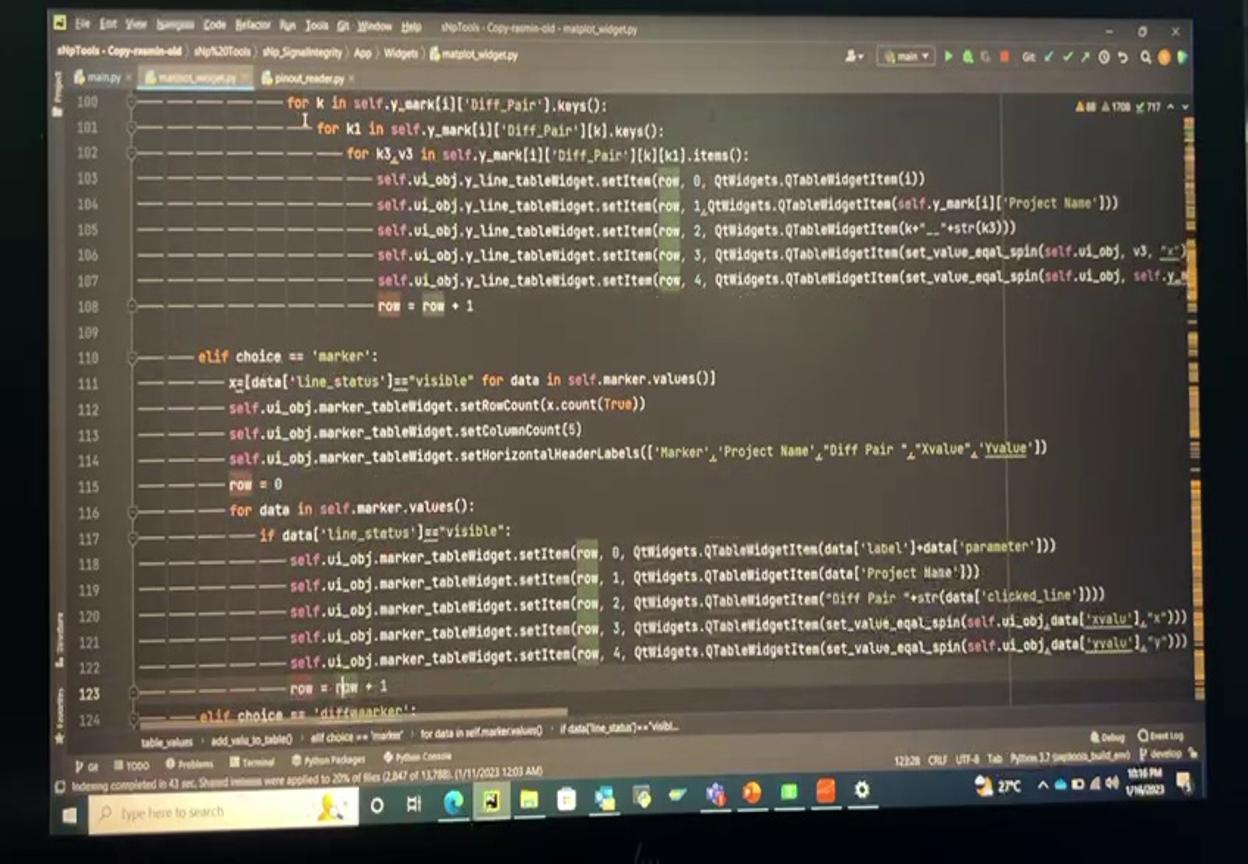 File Edit View Navigate Code Refactor Run Tools Git Window Help sNpTools - Copy-rasmin-old - matplot_widget.py
sNpTools - Copy-rasmin-old sNp%20Tools sNp_SignalIntegrity App Widgets matplot_widget.py main Git:
main.py matplot_widget.py pinout_reader.py
Project
88 1708 717
100 for k in self.y_mark[i]['Diff_Pair'].keys():
101 for k1 in self.y_mark[i]['Diff_Pair'][k].keys():
102 for k3,v3 in self.y_mark[i]['Diff_Pair'][k][k1].items():
103 self.ui_obj.y_line_tableWidget.setItem(row, 0, QtWidgets.QTableWidgetItem(i))
104 self.ui_obj.y_line_tableWidget.setItem(row, 1,QtWidgets.QTableWidgetItem(self.y_mark[i]['Project Name']))
105 self.ui_obj.y_line_tableWidget.setItem(row, 2, QtWidgets.QTableWidgetItem(k+"__"+str(k3)))
106 self.ui_obj.y_line_tableWidget.setItem(row, 3, QtWidgets.QTableWidgetItem(set_value_eqal_spin(self.ui_obj, v3, "x")
107 self.ui_obj.y_line_tableWidget.setItem(row, 4, QtWidgets.QTableWidgetItem(set_value_eqal_spin(self.ui_obj, self.y_m
108 row = row + 1
109
110 elif choice == 'marker':
111 x=[data['line_status']=="visible" for data in self.marker.values()]
112 self.ui_obj.marker_tableWidget.setRowCount(x.count(True))
113 self.ui_obj.marker_tableWidget.setColumnCount(5)
114 self.ui_obj.marker_tableWidget.setHorizontalHeaderLabels(['Marker','Project Name',"Diff Pair ","Xvalue",'Yvalue'])
115 row = 0
116 for data in self.marker.values():
117 if data['line_status']=="visible":
118 self.ui_obj.marker_tableWidget.setItem(row, 0, QtWidgets.QTableWidgetItem(data['label']+data['parameter']))
119 self.ui_obj.marker_tableWidget.setItem(row, 1, QtWidgets.QTableWidgetItem(data['Project Name']))
120 self.ui_obj.marker_tableWidget.setItem(row, 2, QtWidgets.QTableWidgetItem("Diff Pair "+str(data['clicked_line'])))
121 self.ui_obj.marker_tableWidget.setItem(row, 3, QtWidgets.QTableWidgetItem(set_value_eqal_spin(self.ui_obj,data['xvalu'],"x")))
122 self.ui_obj.marker_tableWidget.setItem(row, 4, QtWidgets.QTableWidgetItem(set_value_eqal_spin(self.ui_obj,data['yvalu'],"y")))
123 row = row + 1
124 elif choice == 'diffmarker':
Structure
Favorites
table_values add_valu_to_table() elif choice == 'marker' for data in self.marker.values() if data['line_status']=="visibl...
Git TODO Problems Terminal Python Packages Python Console Debug Event Log
Indexing completed in 43 sec, Shared indexes were applied to 20% of files (2,847 of 13,788). (1/11/2023 12:03 AM) 123:28 CRLF UTF-8 Tab Python 3.7 develop
Type here to search 27°C 10:16 PM
1/16/2023